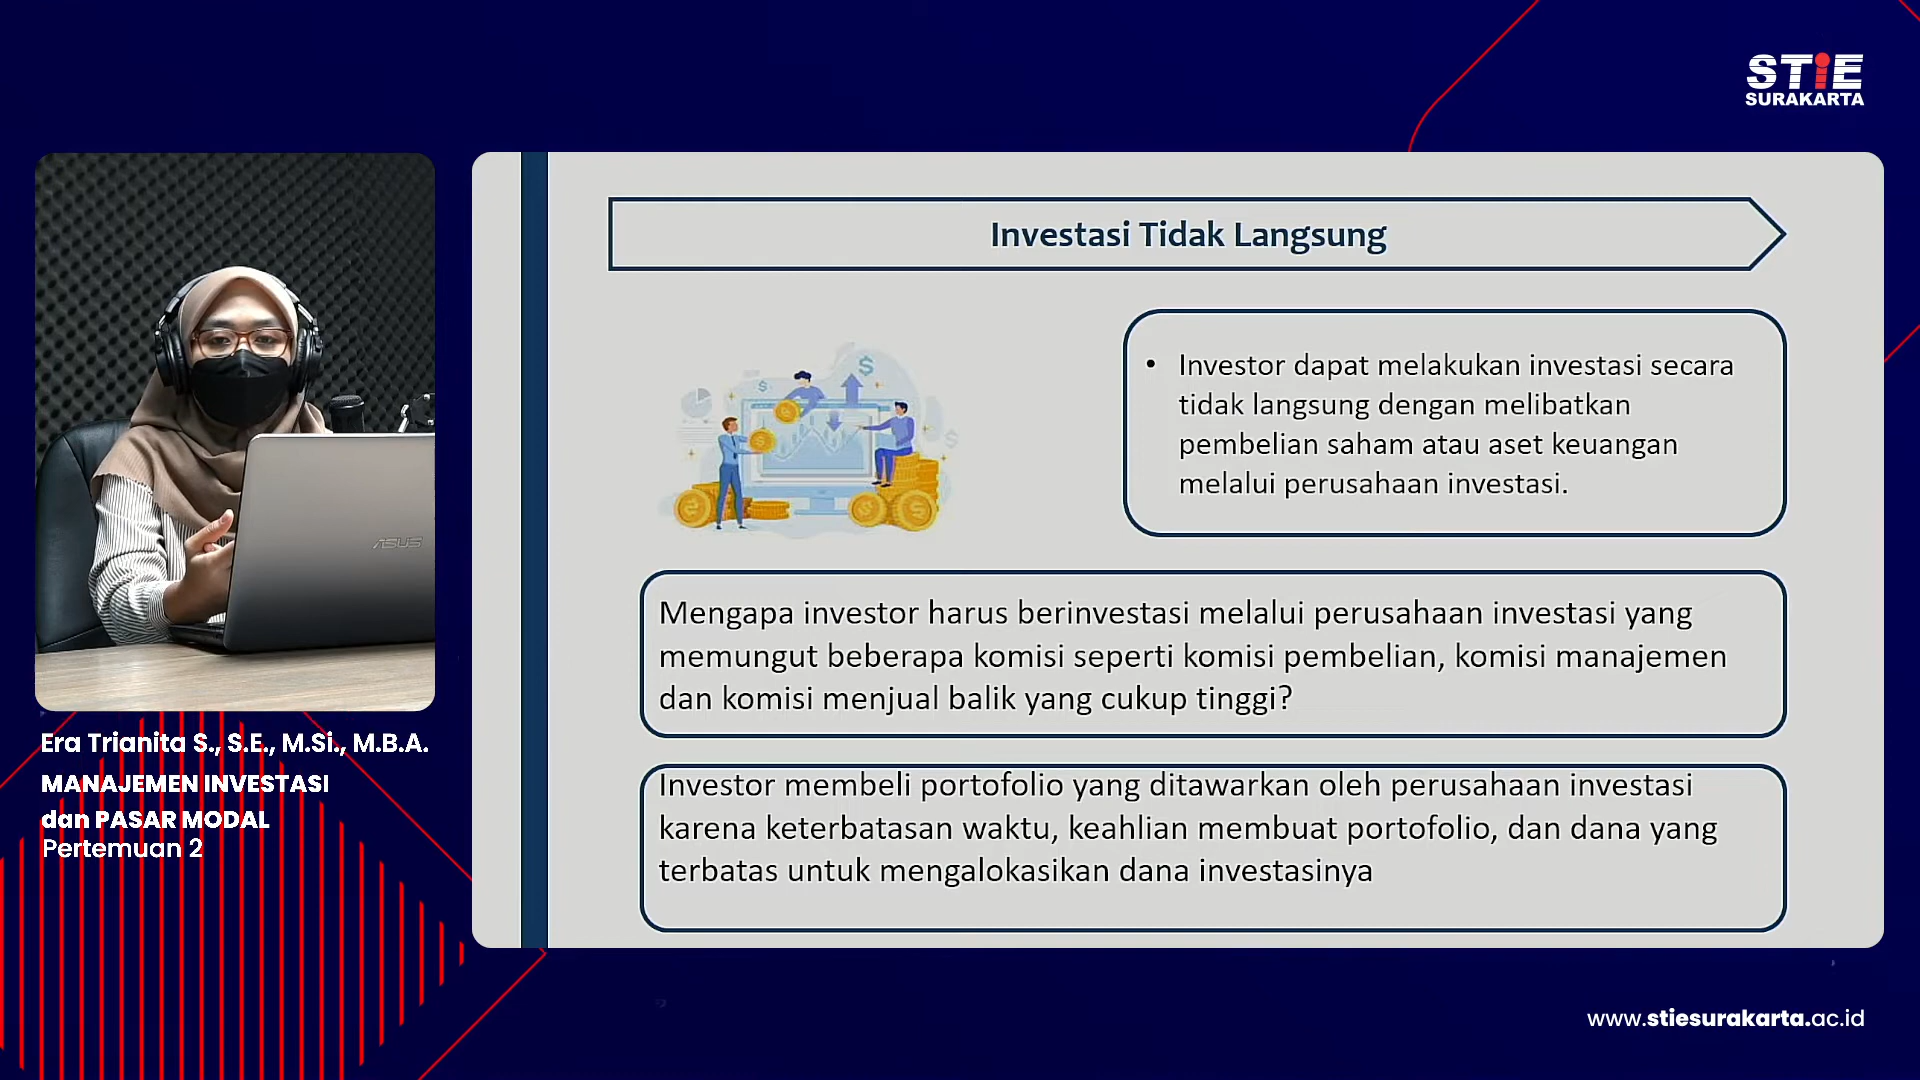 STiE
SURAKARTA
Investasi Tidak Langsung
• Investor dapat melakukan investasi secara
tidak langsung dengan melibatkan
pembelian saham atau aset keuangan
melalui perusahaan investasi.
Mengapa investor harus berinvestasi melalui perusahaan investasi yang
memungut beberapa komisi seperti komisi pembelian, komisi manajemen
dan komisi menjual balik yang cukup tinggi?
Investor membeli portofolio yang ditawarkan oleh perusahaan investasi
karena keterbatasan waktu, keahlian membuat portofolio, dan dana yang
terbatas untuk mengalokasikan dana investasinya
ASUS
Era Trianita S., S.E., M.Si., M.B.A.
MANAJEMEN INVESTASI
dan PASAR MODAL
Pertemuan 2
www.stiesurakarta.ac.id